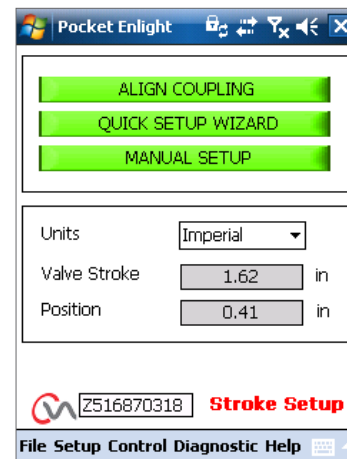 Pocket Enlight
ALIGN COUPLING
QUICK SETUP WIZARD
MANUAL SETUP
Units Imperial
Valve Stroke 1.62 in
Position 0.41 in
Z516870318 Stroke Setup
File Setup Control Diagnostic Help